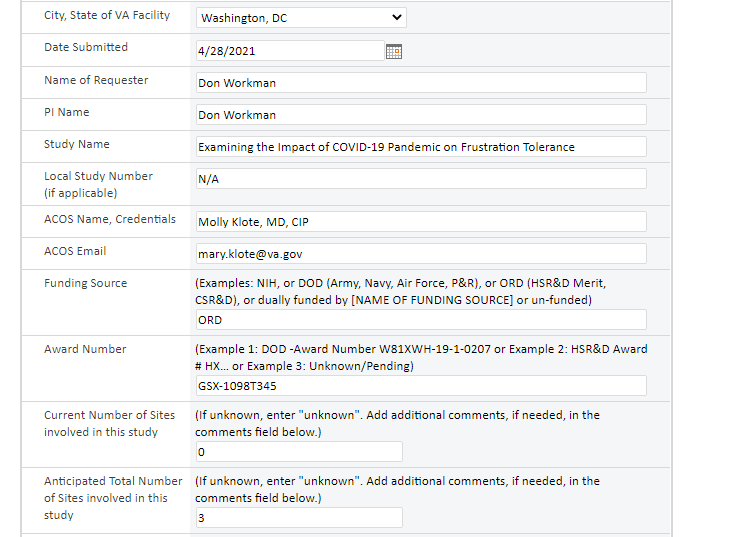 City, State of VA Facility
Washington, DC
Date Submitted
4/28/2021
Name of Requester
Don Workman
PI Name
Don Workman
Study Name
Examining the Impact of COVID-19 Pandemic on Frustration Tolerance
Local Study Number
(if applicable)
N/A
ACOS Name, Credentials
Molly Klote, MD, CIP
ACOS Email
mary.klote@va.gov
Funding Source
(Examples: NIH, or DOD (Army, Navy, Air Force, P&R), or ORD (HSR&D Merit,
CSR&D), or dually funded by [NAME OF FUNDING SOURCE] or un-funded)
ORD
Award Number
(Example 1: DOD -Award Number W81XWH-19-1-0207 or Example 2: HSR&D Award
# HX... or Example 3: Unknown/Pending)
GSX-1098T345
Current Number of Sites
involved in this study
(If unknown, enter "unknown". Add additional comments, if needed, in the
comments field below.)
0
Anticipated Total Number
of Sites involved in this
study
(If unknown, enter "unknown". Add additional comments, if needed, in the
comments field below.)
3